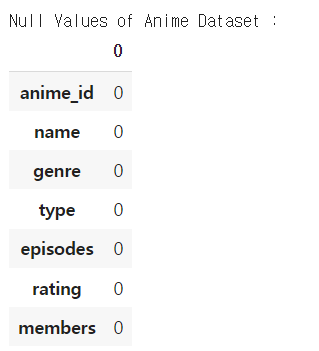 Null Values of Anime Dataset :
0
anime_id 0
name 0
genre 0
type 0
episodes 0
rating 0
members 0